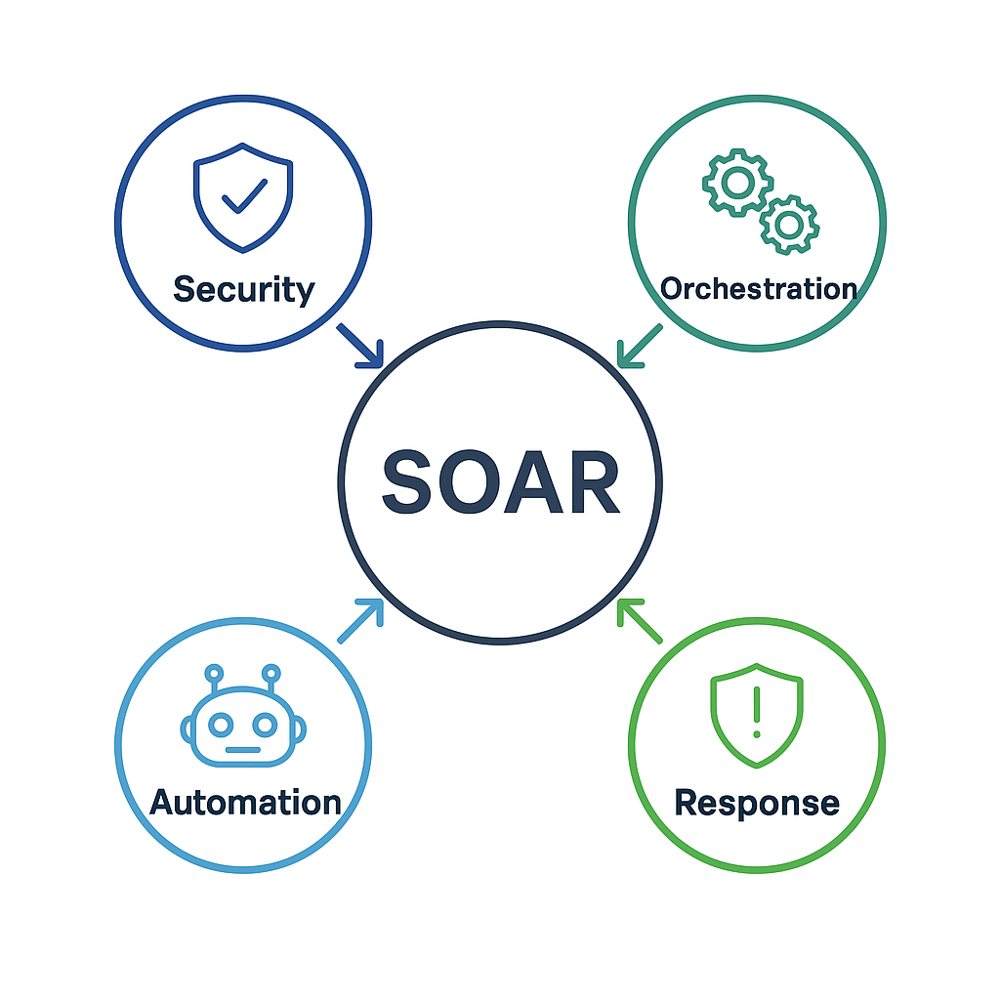 Security
Orchestration
SOAR
Automation
Response